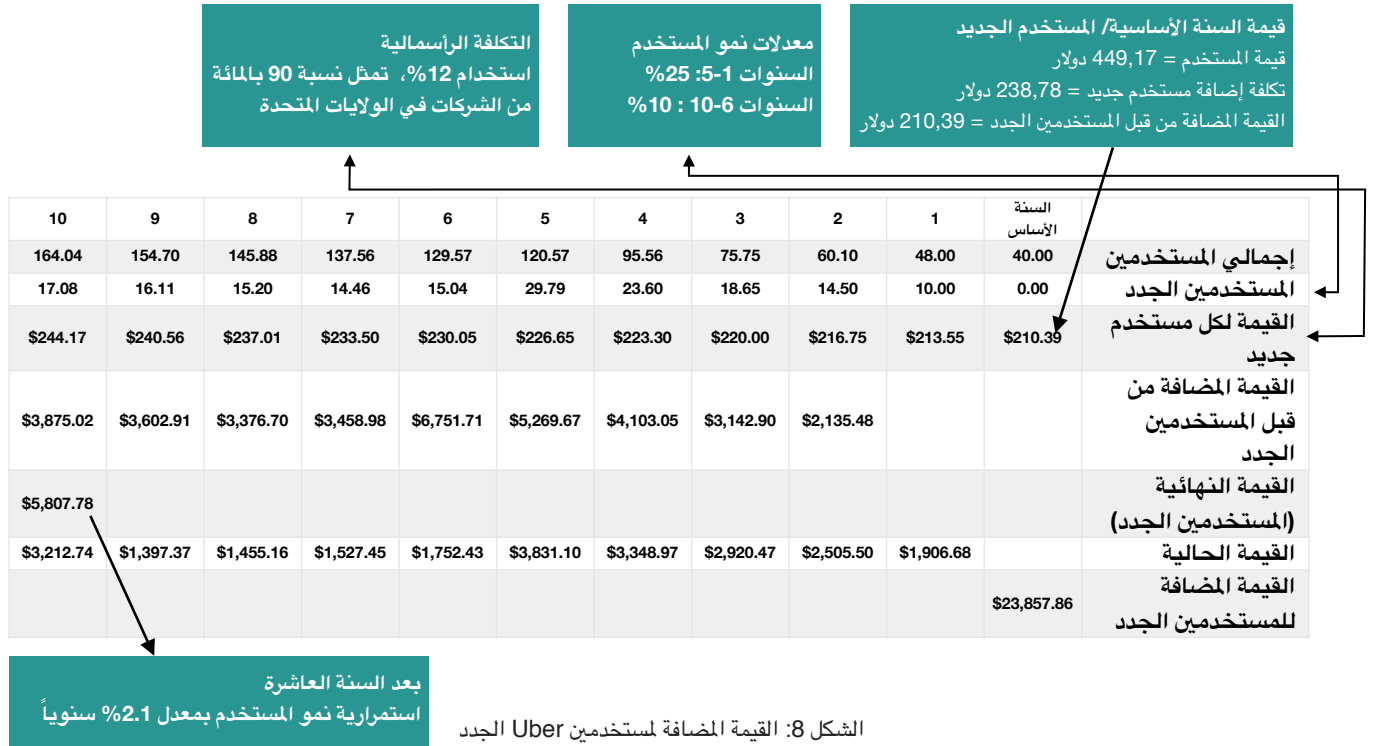 قيمة السنة الأساسية/ المستخدم الجديد
قيمة المستخدم = 449,17 دولار
تكلفة إضافة مستخدم جديد = 238,78 دولار
القيمة المضافة من قبل المستخدمين الجدد = 210,39 دولار
معدلات نمو المستخدم
السنوات 1-5: 25%
السنوات 6-10 : 10%
التكلفة الرأسمالية
استخدام 12%، تمثل نسبة 90 بالمائة
من الشركات في الولايات المتحدة
السنة الأساس 1 2 3 4 5 6 7 8 9 10
إجمالي المستخدمين 40.00 48.00 60.10 75.75 95.56 120.57 129.57 137.56 145.88 154.70 164.04
المستخدمين الجدد 0.00 10.00 14.50 18.65 23.60 29.79 15.04 14.46 15.20 16.11 17.08
القيمة لكل مستخدم جديد $210.39 $213.55 $216.75 $220.00 $223.30 $226.65 $230.05 $233.50 $237.01 $240.56 $244.17
القيمة المضافة من قبل المستخدمين الجدد $2,135.48 $3,142.90 $4,103.05 $5,269.67 $6,751.71 $3,458.98 $3,376.70 $3,602.91 $3,875.02
القيمة النهائية (المستخدمين الجدد) $5,807.78
القيمة الحالية $1,906.68 $2,505.50 $2,920.47 $3,348.97 $3,831.10 $1,752.43 $1,527.45 $1,455.16 $1,397.37 $3,212.74
القيمة المضافة للمستخدمين الجدد $23,857.86
بعد السنة العاشرة
استمرارية نمو المستخدم بمعدل 2.1% سنوياً
الشكل 8: القيمة المضافة لمستخدمين Uber الجدد